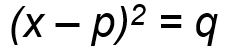 (x – p)² = q